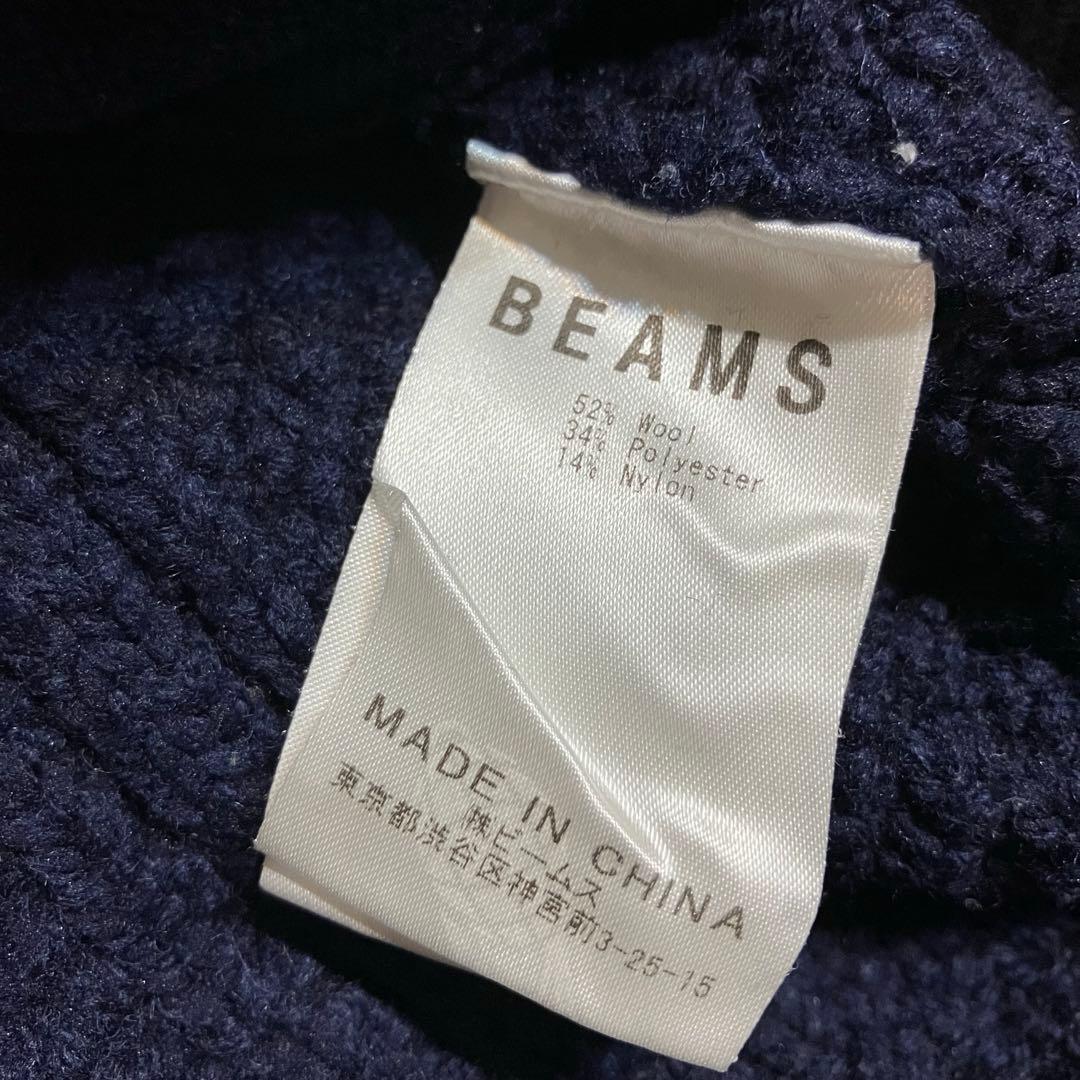 BEAMS
52% Wool
34% Polyester
14% Nylon
MADE IN CHINA
㈱ビームス
東京都渋谷区神宮前3-25-15